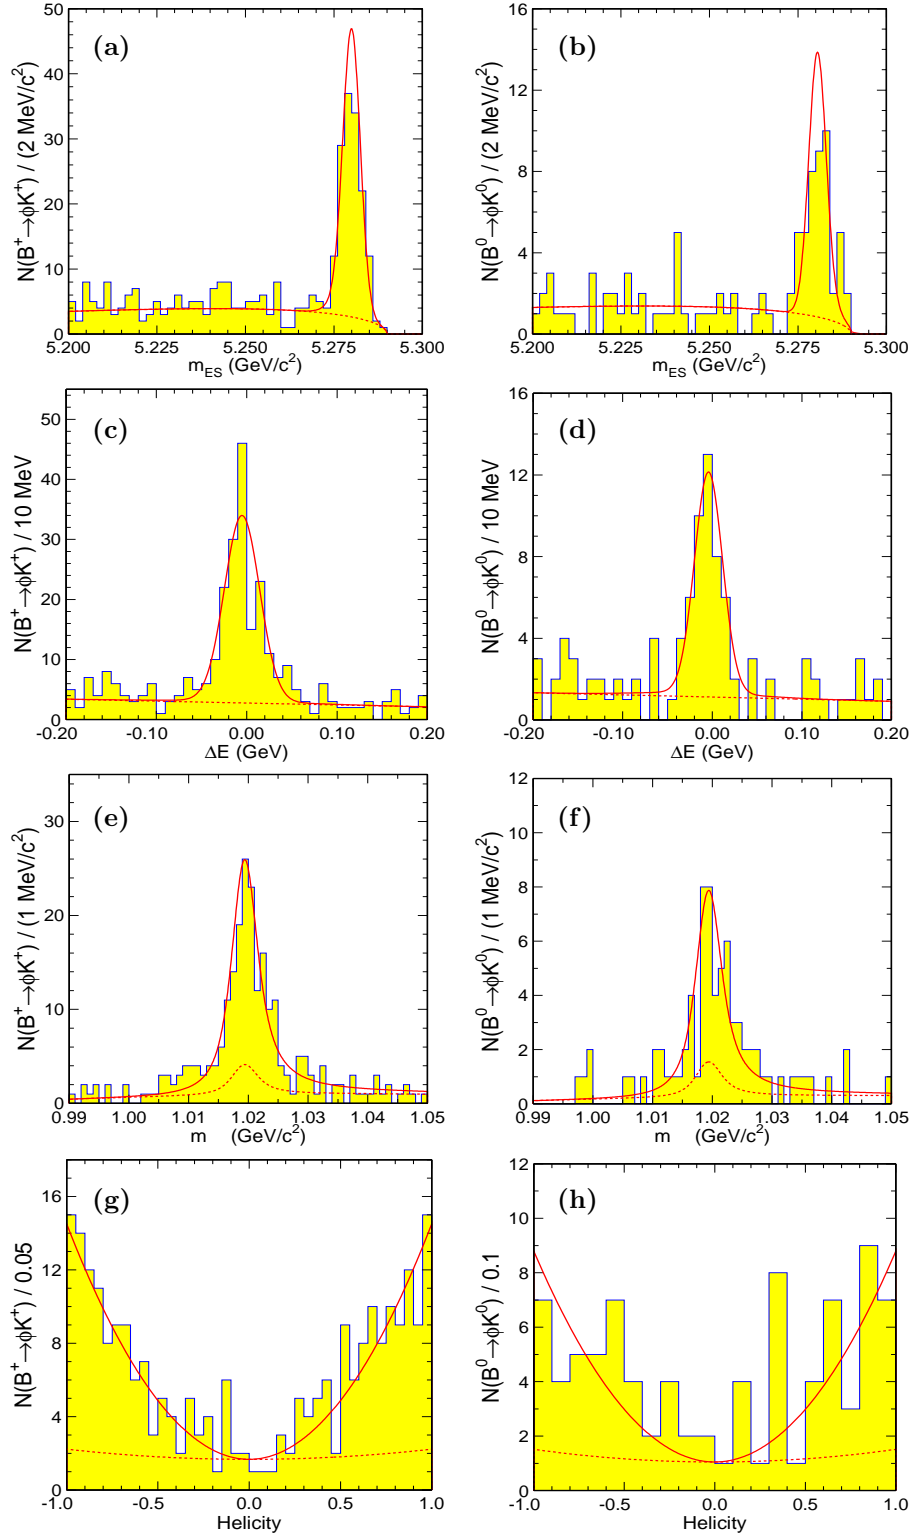 (a)
N(B⁺→ϕK⁺) / (2 MeV/c²)
50
40
30
20
10
0
5.200 5.225 5.250 5.275 5.300
m_ES (GeV/c²)
(b)
N(B⁰→ϕK⁰) / (2 MeV/c²)
16
12
8
4
0
5.200 5.225 5.250 5.275 5.300
m_ES (GeV/c²)
(c)
N(B⁺→ϕK⁺) / 10 MeV
50
40
30
20
10
0
-0.20 -0.10 0.00 0.10 0.20
ΔE (GeV)
(d)
N(B⁰→ϕK⁰) / 10 MeV
16
12
8
4
0
-0.20 -0.10 0.00 0.10 0.20
ΔE (GeV)
(e)
N(B⁺→ϕK⁺) / (1 MeV/c²)
30
20
10
0
0.99 1.00 1.01 1.02 1.03 1.04 1.05
m (GeV/c²)
(f)
N(B⁰→ϕK⁰) / (1 MeV/c²)
12
10
8
6
4
2
0
0.99 1.00 1.01 1.02 1.03 1.04 1.05
m (GeV/c²)
(g)
N(B⁺→ϕK⁺) / 0.05
16
12
8
4
0
-1.0 -0.5 0.0 0.5 1.0
Helicity
(h)
N(B⁰→ϕK⁰) / 0.1
12
10
8
6
4
2
0
-1.0 -0.5 0.0 0.5 1.0
Helicity